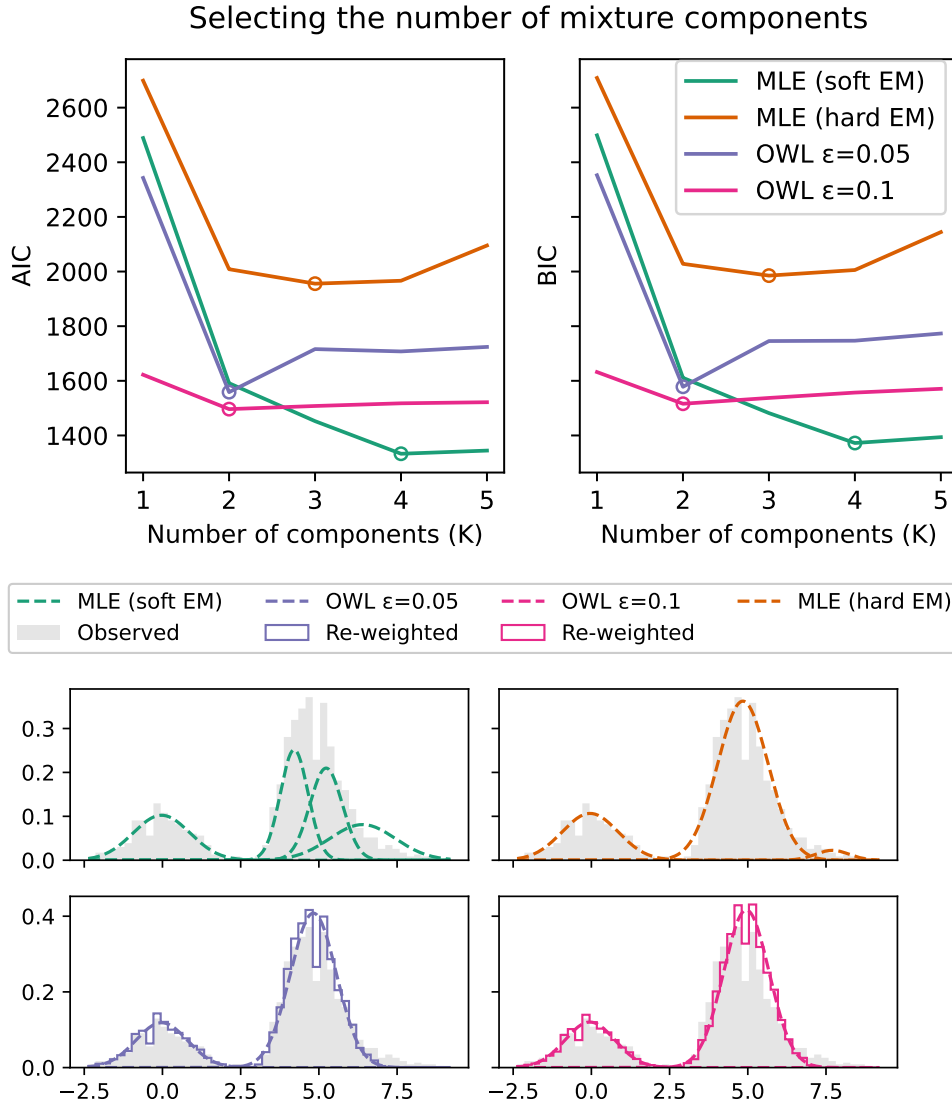 Selecting the number of mixture components
AIC
2600
2400
2200
2000
1800
1600
1400
1 2 3 4 5
Number of components (K)
BIC
MLE (soft EM)
MLE (hard EM)
OWL ε=0.05
OWL ε=0.1
1 2 3 4 5
Number of components (K)
MLE (soft EM) OWL ε=0.05 OWL ε=0.1 MLE (hard EM)
Observed Re-weighted Re-weighted
0.3
0.2
0.1
0.0
0.4
0.2
0.0
−2.5 0.0 2.5 5.0 7.5
−2.5 0.0 2.5 5.0 7.5